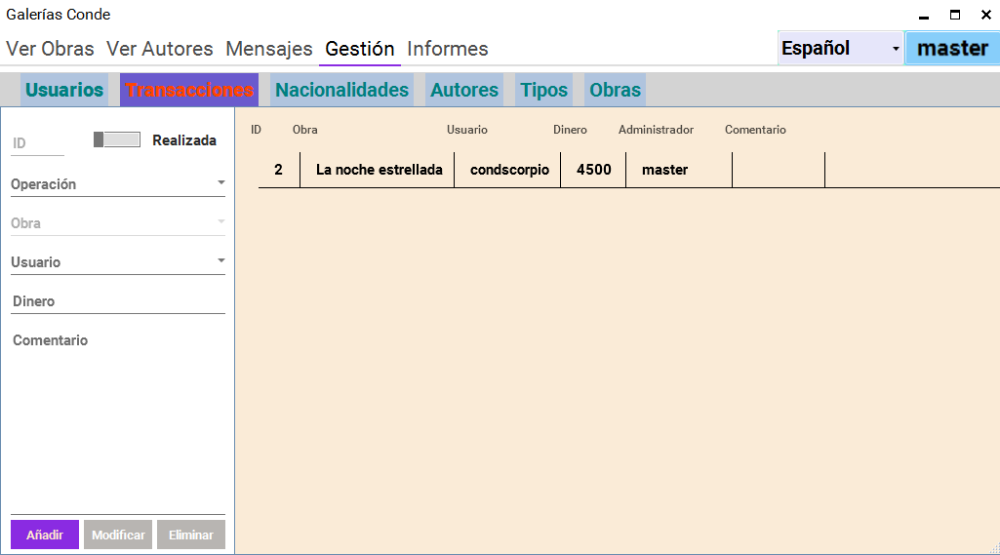 Galerías Conde
Ver Obras Ver Autores Mensajes Gestión Informes Español master
Usuarios Transacciones Nacionalidades Autores Tipos Obras
ID Realizada
Operación
Obra
Usuario
Dinero
Comentario
Añadir Modificar Eliminar
ID Obra Usuario Dinero Administrador Comentario
2 La noche estrellada condscorpio 4500 master